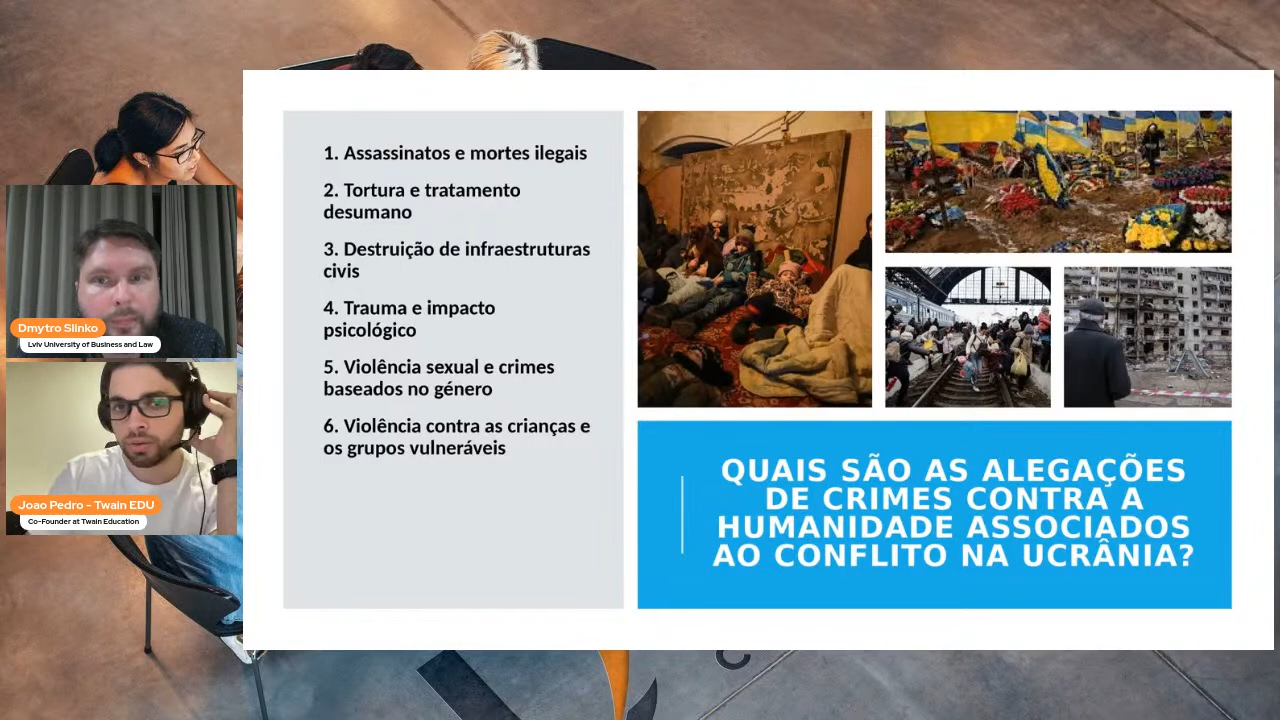 Dmytro Slinko
Lviv University of Business and Law
Joao Pedro - Twain EDU
Co-Founder at Twain Education
1. Assassinatos e mortes ilegais
2. Tortura e tratamento
desumano
3. Destruição de infraestruturas
civis
4. Trauma e impacto
psicológico
5. Violência sexual e crimes
baseados no género
6. Violência contra as crianças e
os grupos vulneráveis
QUAIS SÃO AS ALEGAÇÕES
DE CRIMES CONTRA A
HUMANIDADE ASSOCIADOS
AO CONFLITO NA UCRÂNIA?